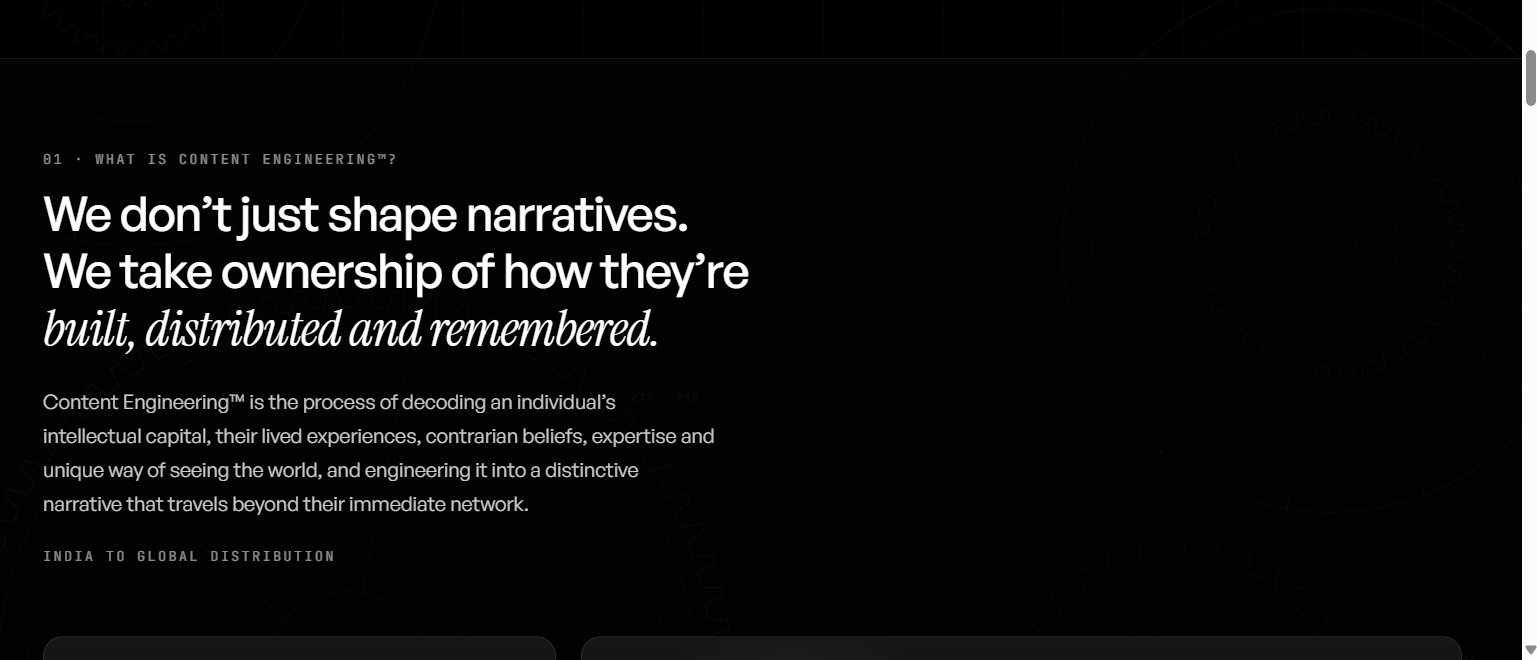 01 · WHAT IS CONTENT ENGINEERING™?
We don’t just shape narratives.
We take ownership of how they’re
built, distributed and remembered.
Content Engineering™ is the process of decoding an individual’s
intellectual capital, their lived experiences, contrarian beliefs, expertise and
unique way of seeing the world, and engineering it into a distinctive
narrative that travels beyond their immediate network.
INDIA TO GLOBAL DISTRIBUTION